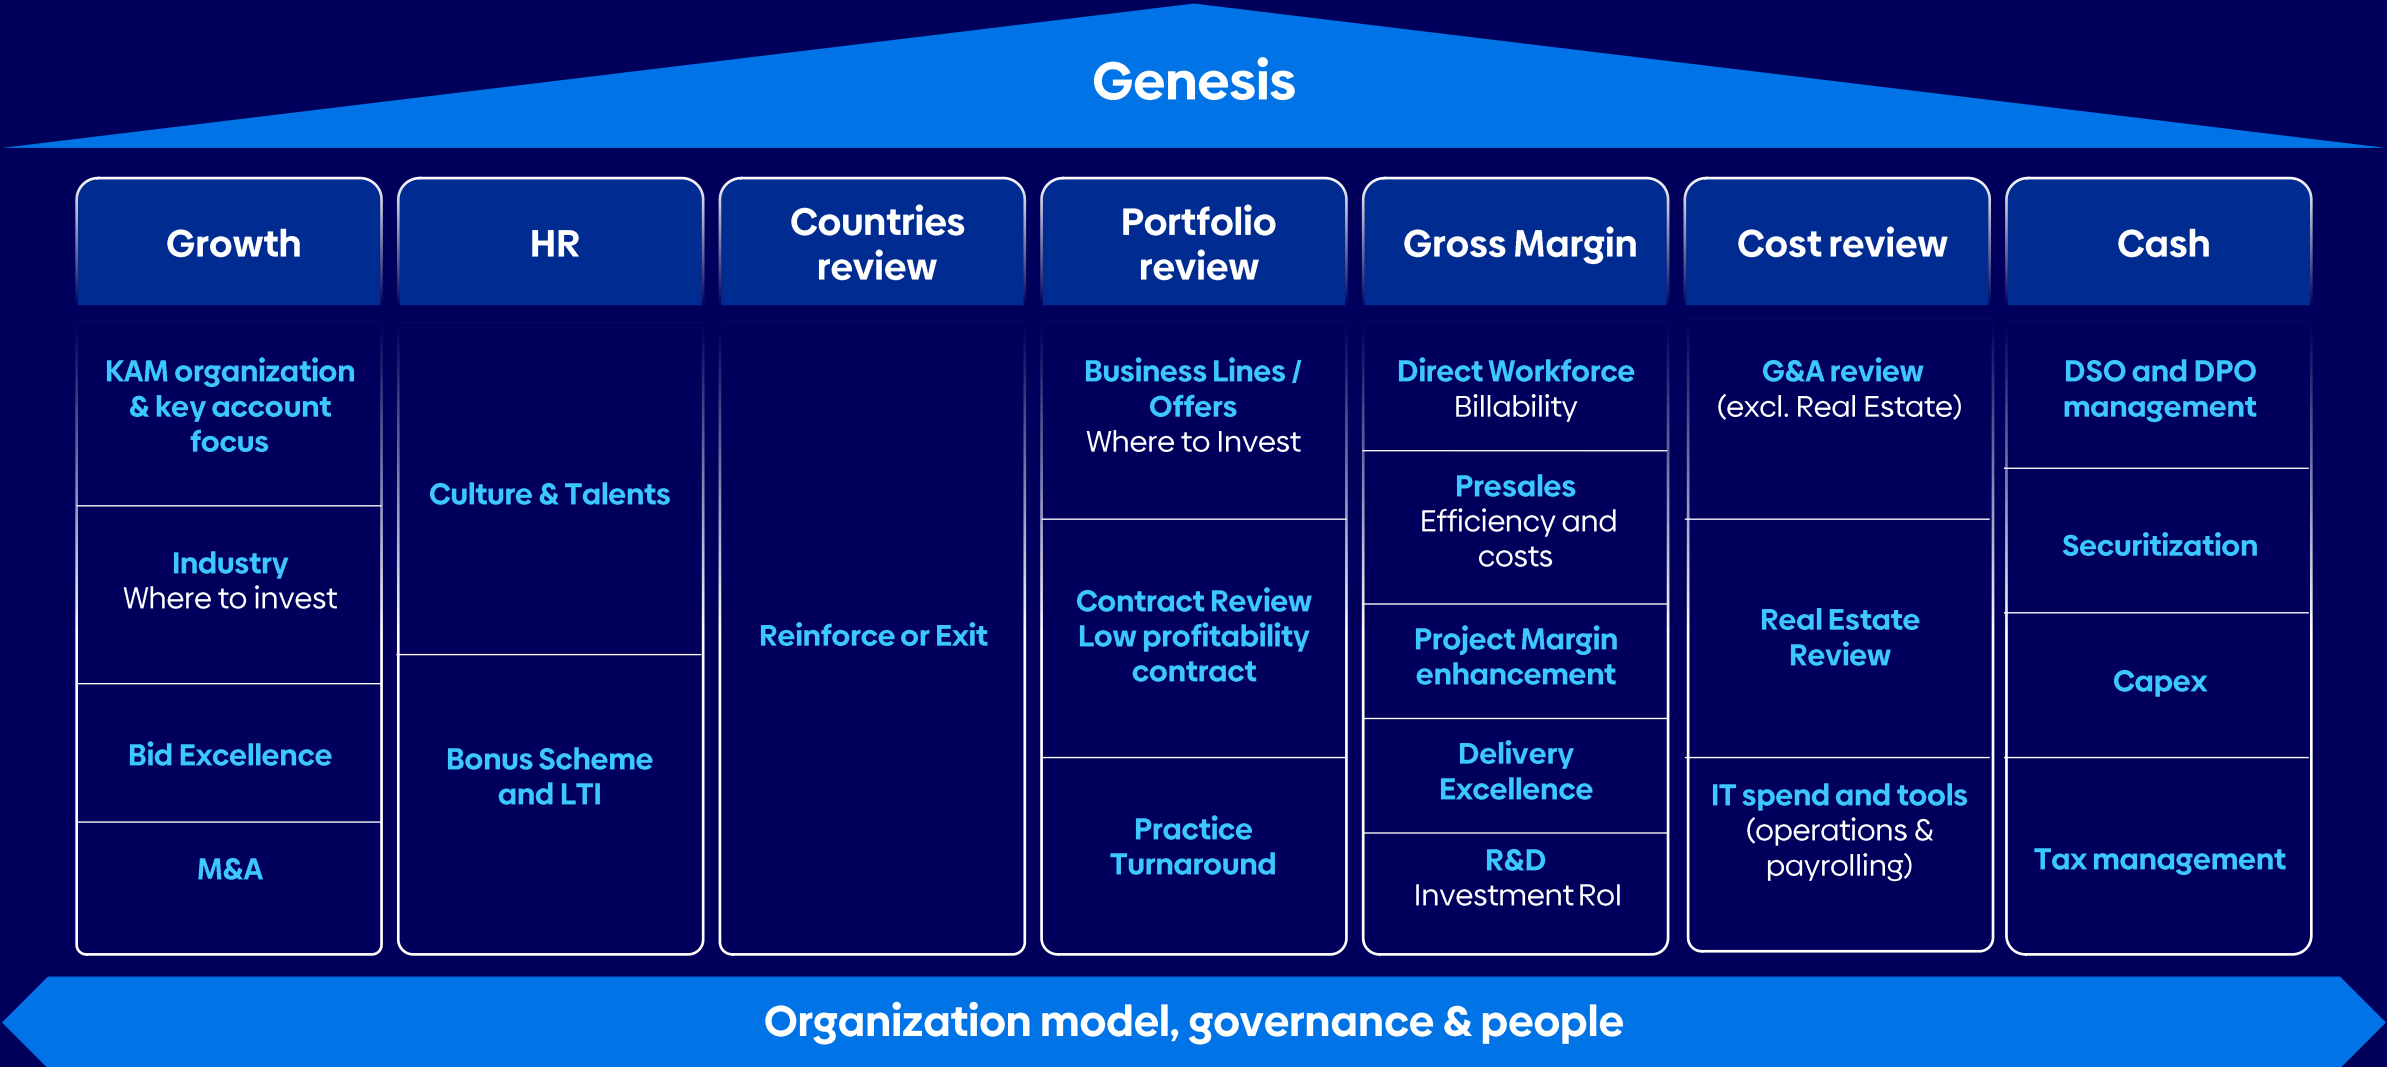 Genesis
Growth
HR
Countries
review
Portfolio
review
Gross Margin
Cost review
Cash
KAM organization
& key account
focus
Industry
Where to invest
Bid Excellence
M&A
Culture & Talents
Bonus Scheme
and LTI
Reinforce or Exit
Business Lines /
Offers
Where to Invest
Contract Review
Low profitability
contract
Practice
Turnaround
Direct Workforce
Billability
Presales
Efficiency and
costs
Project Margin
enhancement
Delivery
Excellence
R&D
Investment RoI
G&A review
(excl. Real Estate)
Real Estate
Review
IT spend and tools
(operations &
payrolling)
DSO and DPO
management
Securitization
Capex
Tax management
Organization model, governance & people